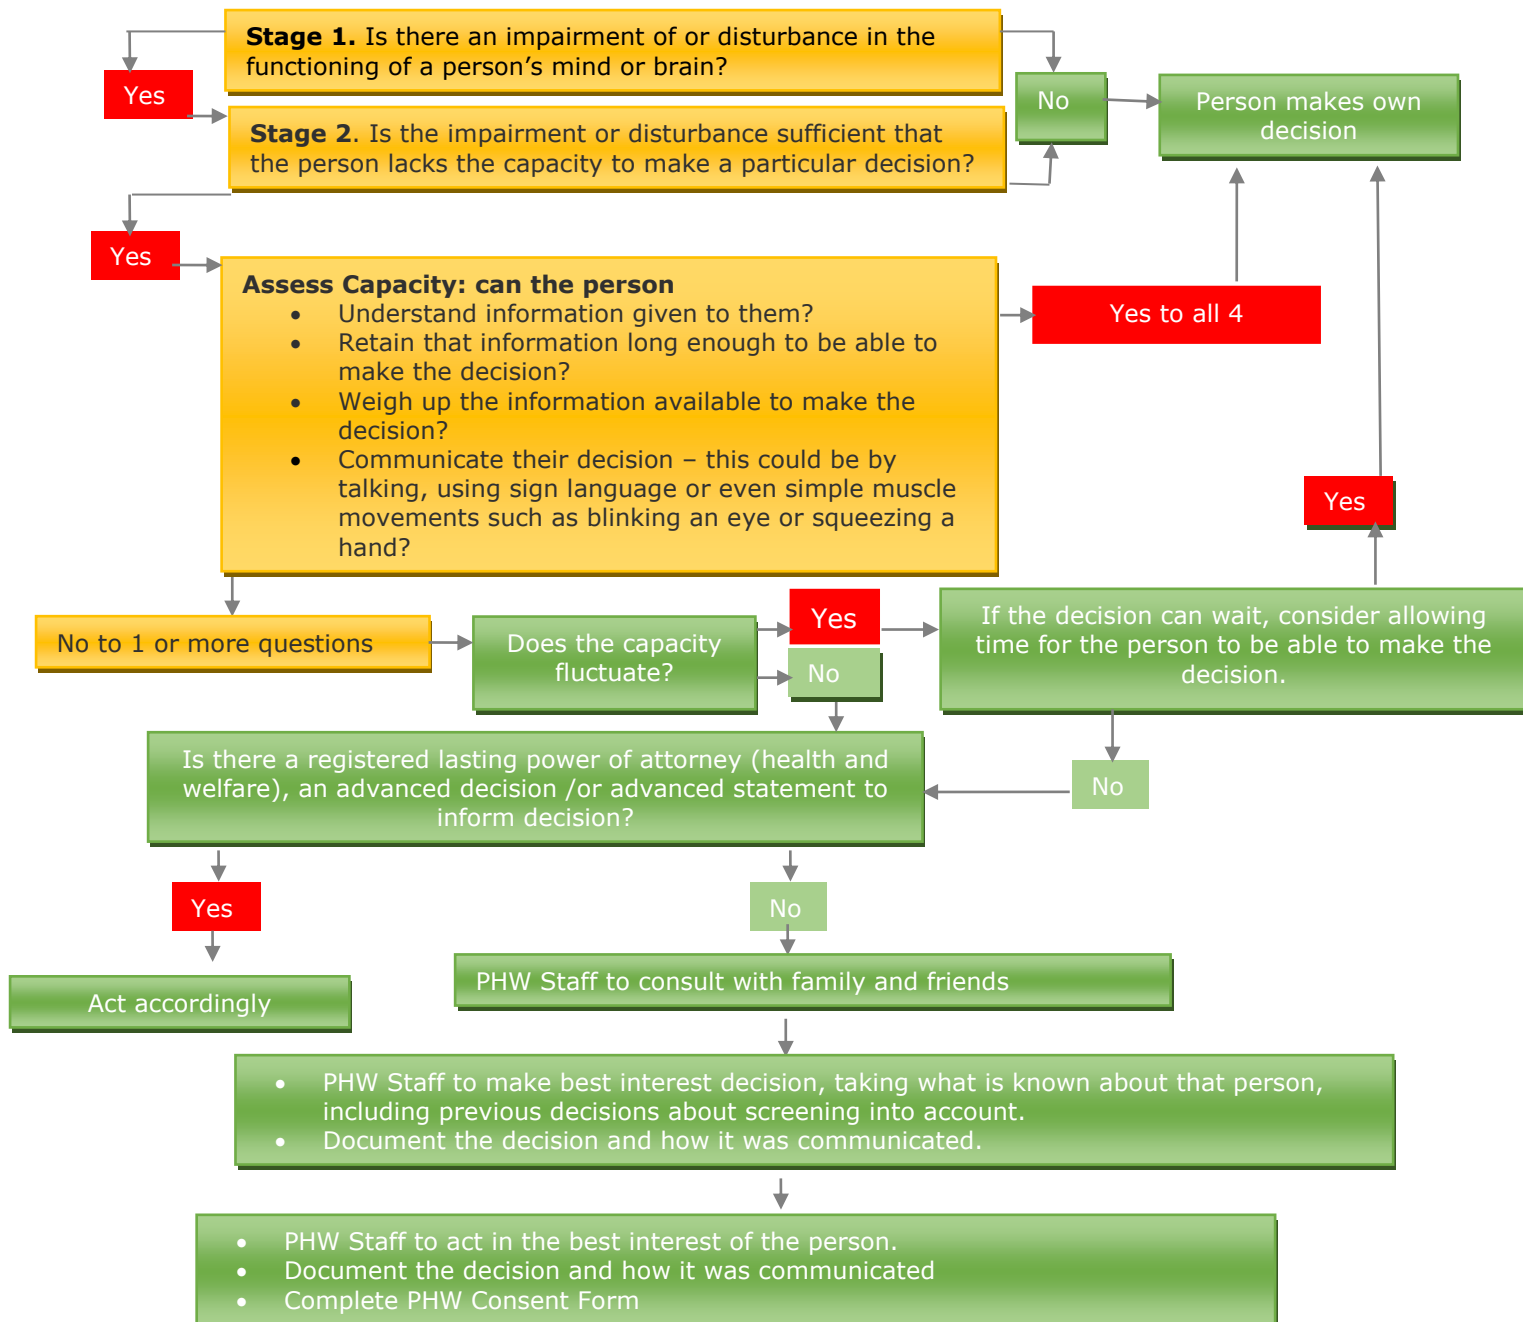 Stage 1. Is there an impairment of or disturbance in the
functioning of a person's mind or brain?
Yes
No
Person makes own
decision
Stage 2. Is the impairment or disturbance sufficient that
the person lacks the capacity to make a particular decision?
Yes
Assess Capacity: can the person
• Understand information given to them?
• Retain that information long enough to be able to
make the decision?
• Weigh up the information available to make the
decision?
• Communicate their decision – this could be by
talking, using sign language or even simple muscle
movements such as blinking an eye or squeezing a
hand?
Yes to all 4
Yes
No to 1 or more questions
Does the capacity
fluctuate?
Yes
No
If the decision can wait, consider allowing
time for the person to be able to make the
decision.
No
Is there a registered lasting power of attorney (health and
welfare), an advanced decision /or advanced statement to
inform decision?
Yes
No
Act accordingly
PHW Staff to consult with family and friends
• PHW Staff to make best interest decision, taking what is known about that person,
including previous decisions about screening into account.
• Document the decision and how it was communicated.
• PHW Staff to act in the best interest of the person.
• Document the decision and how it was communicated
• Complete PHW Consent Form